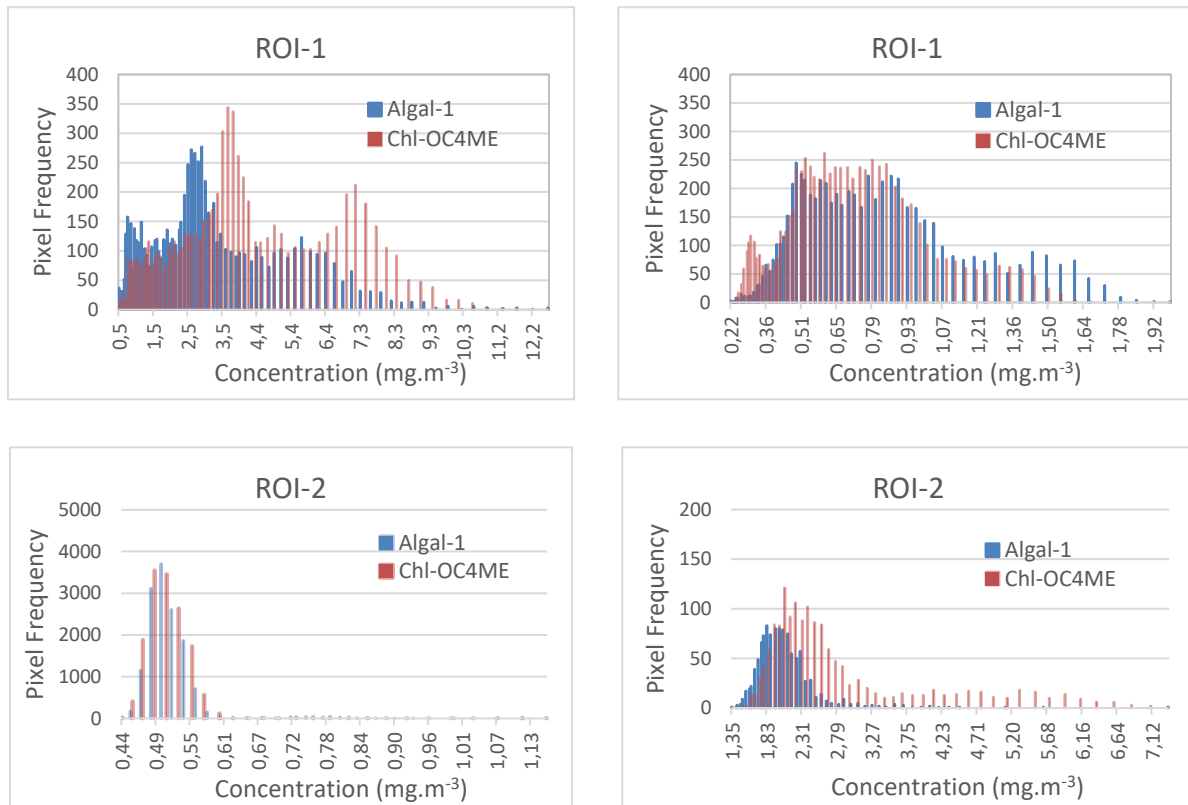 ROI-1
400
350
300
250
200
150
100
50
0
Pixel Frequency
Algal-1
Chl-OC4ME
0,5 1,5 2,5 3,5 4,4 5,4 6,4 7,3 8,3 9,3 10,3 11,2 12,2
Concentration (mg.m-3)
ROI-1
400
350
300
250
200
150
100
50
0
Pixel Frequency
Algal-1
Chl-OC4ME
0,22 0,36 0,51 0,65 0,79 0,93 1,07 1,21 1,36 1,50 1,64 1,78 1,92
Concentration (mg.m-3)
ROI-2
5000
4000
3000
2000
1000
0
Pixel Frequency
Algal-1
Chl-OC4ME
0,44 0,49 0,55 0,61 0,67 0,72 0,78 0,84 0,90 0,96 1,01 1,07 1,13
Concentration (mg.m-3)
ROI-2
200
150
100
50
0
Pixel Frequency
Algal-1
Chl-OC4ME
1,35 1,83 2,31 2,79 3,27 3,75 4,23 4,71 5,20 5,68 6,16 6,64 7,12
Concentration (mg.m-3)